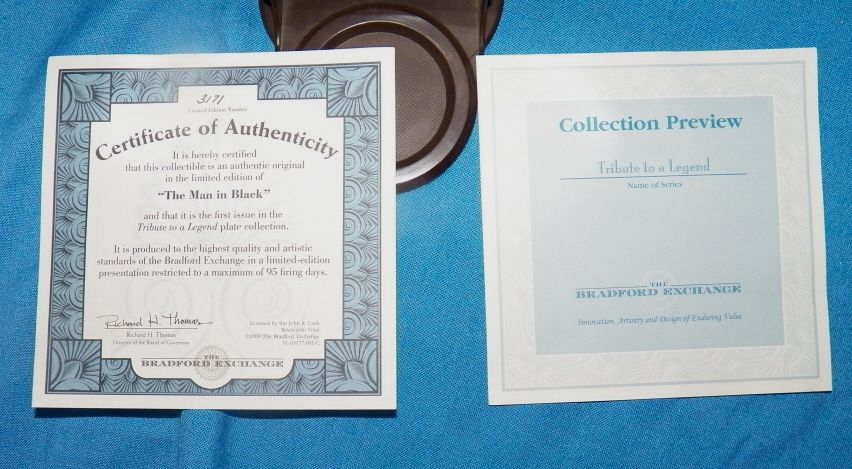 3171
Limited Edition Number
Certificate of Authenticity
It is hereby certified
that this collectible is an authentic original
in the limited edition of
"The Man in Black"
and that it is the first issue in the
Tribute to a Legend plate collection.
It is produced to the highest quality and artistic
standards of the Bradford Exchange in a limited-edition
presentation restricted to a maximum of 95 firing days.
Richard H. Thomas
Richard H. Thomas
Director of the Board of Governors
Licensed by the John R. Cash
Revocable Trust
©2009 The Bradford Exchange
THE
BRADFORD EXCHANGE
Collection Preview
Tribute to a Legend
Name of Series
THE
BRADFORD EXCHANGE
Innovation, Artistry and Design of Enduring Value